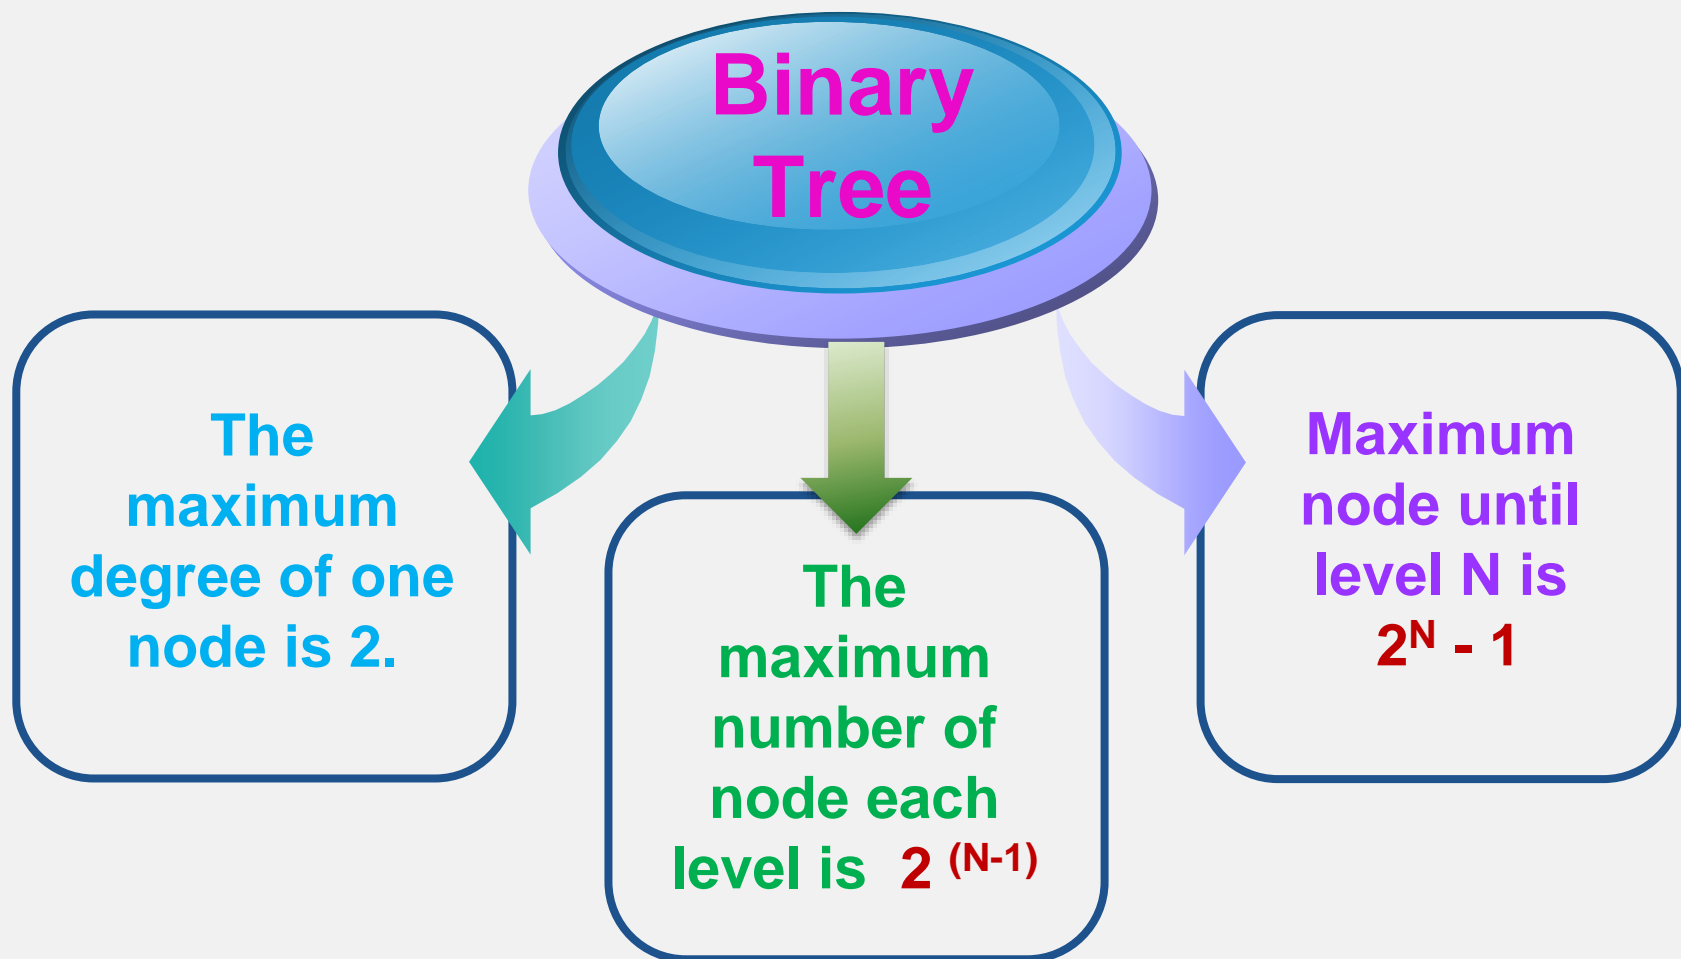 Binary
Tree
The
maximum
degree of one
node is 2.
The
maximum
number of
node each
level is 2 (N-1)
Maximum
node until
level N is
2N - 1